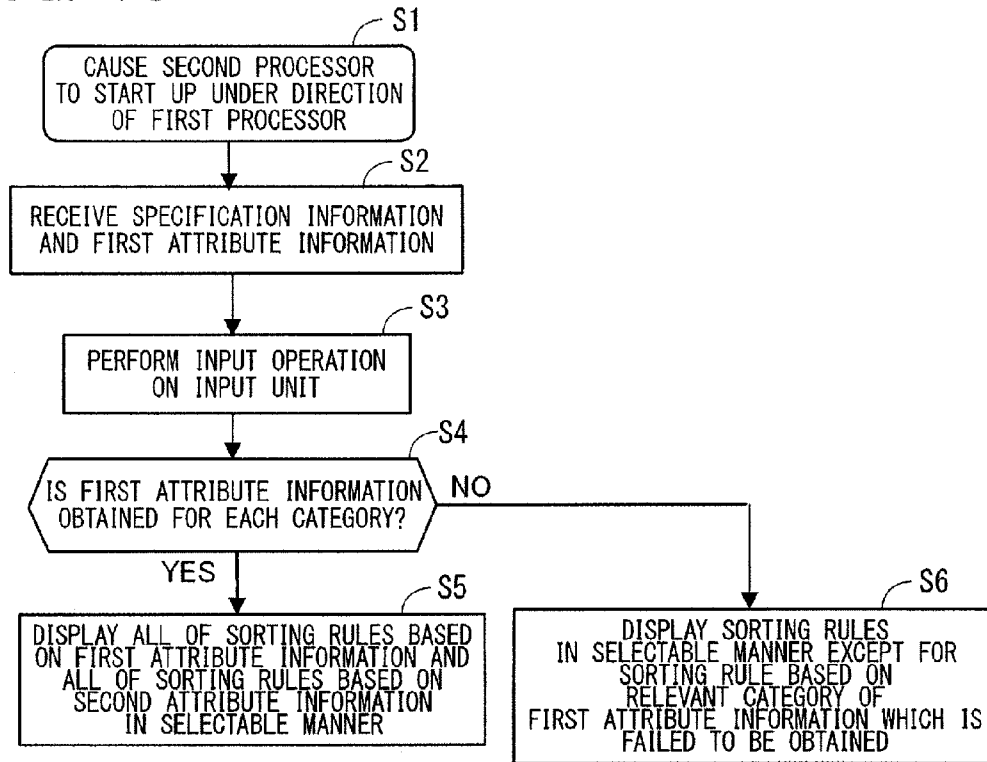 S1
CAUSE SECOND PROCESSOR
TO START UP UNDER DIRECTION
OF FIRST PROCESSOR
S2
RECEIVE SPECIFICATION INFORMATION
AND FIRST ATTRIBUTE INFORMATION
S3
PERFORM INPUT OPERATION
ON INPUT UNIT
S4
IS FIRST ATTRIBUTE INFORMATION
OBTAINED FOR EACH CATEGORY?
NO
YES
S5
DISPLAY ALL OF SORTING RULES BASED
ON FIRST ATTRIBUTE INFORMATION AND
ALL OF SORTING RULES BASED ON
SECOND ATTRIBUTE INFORMATION
IN SELECTABLE MANNER
S6
DISPLAY SORTING RULES
IN SELECTABLE MANNER EXCEPT FOR
SORTING RULE BASED ON
RELEVANT CATEGORY OF
FIRST ATTRIBUTE INFORMATION WHICH IS
FAILED TO BE OBTAINED